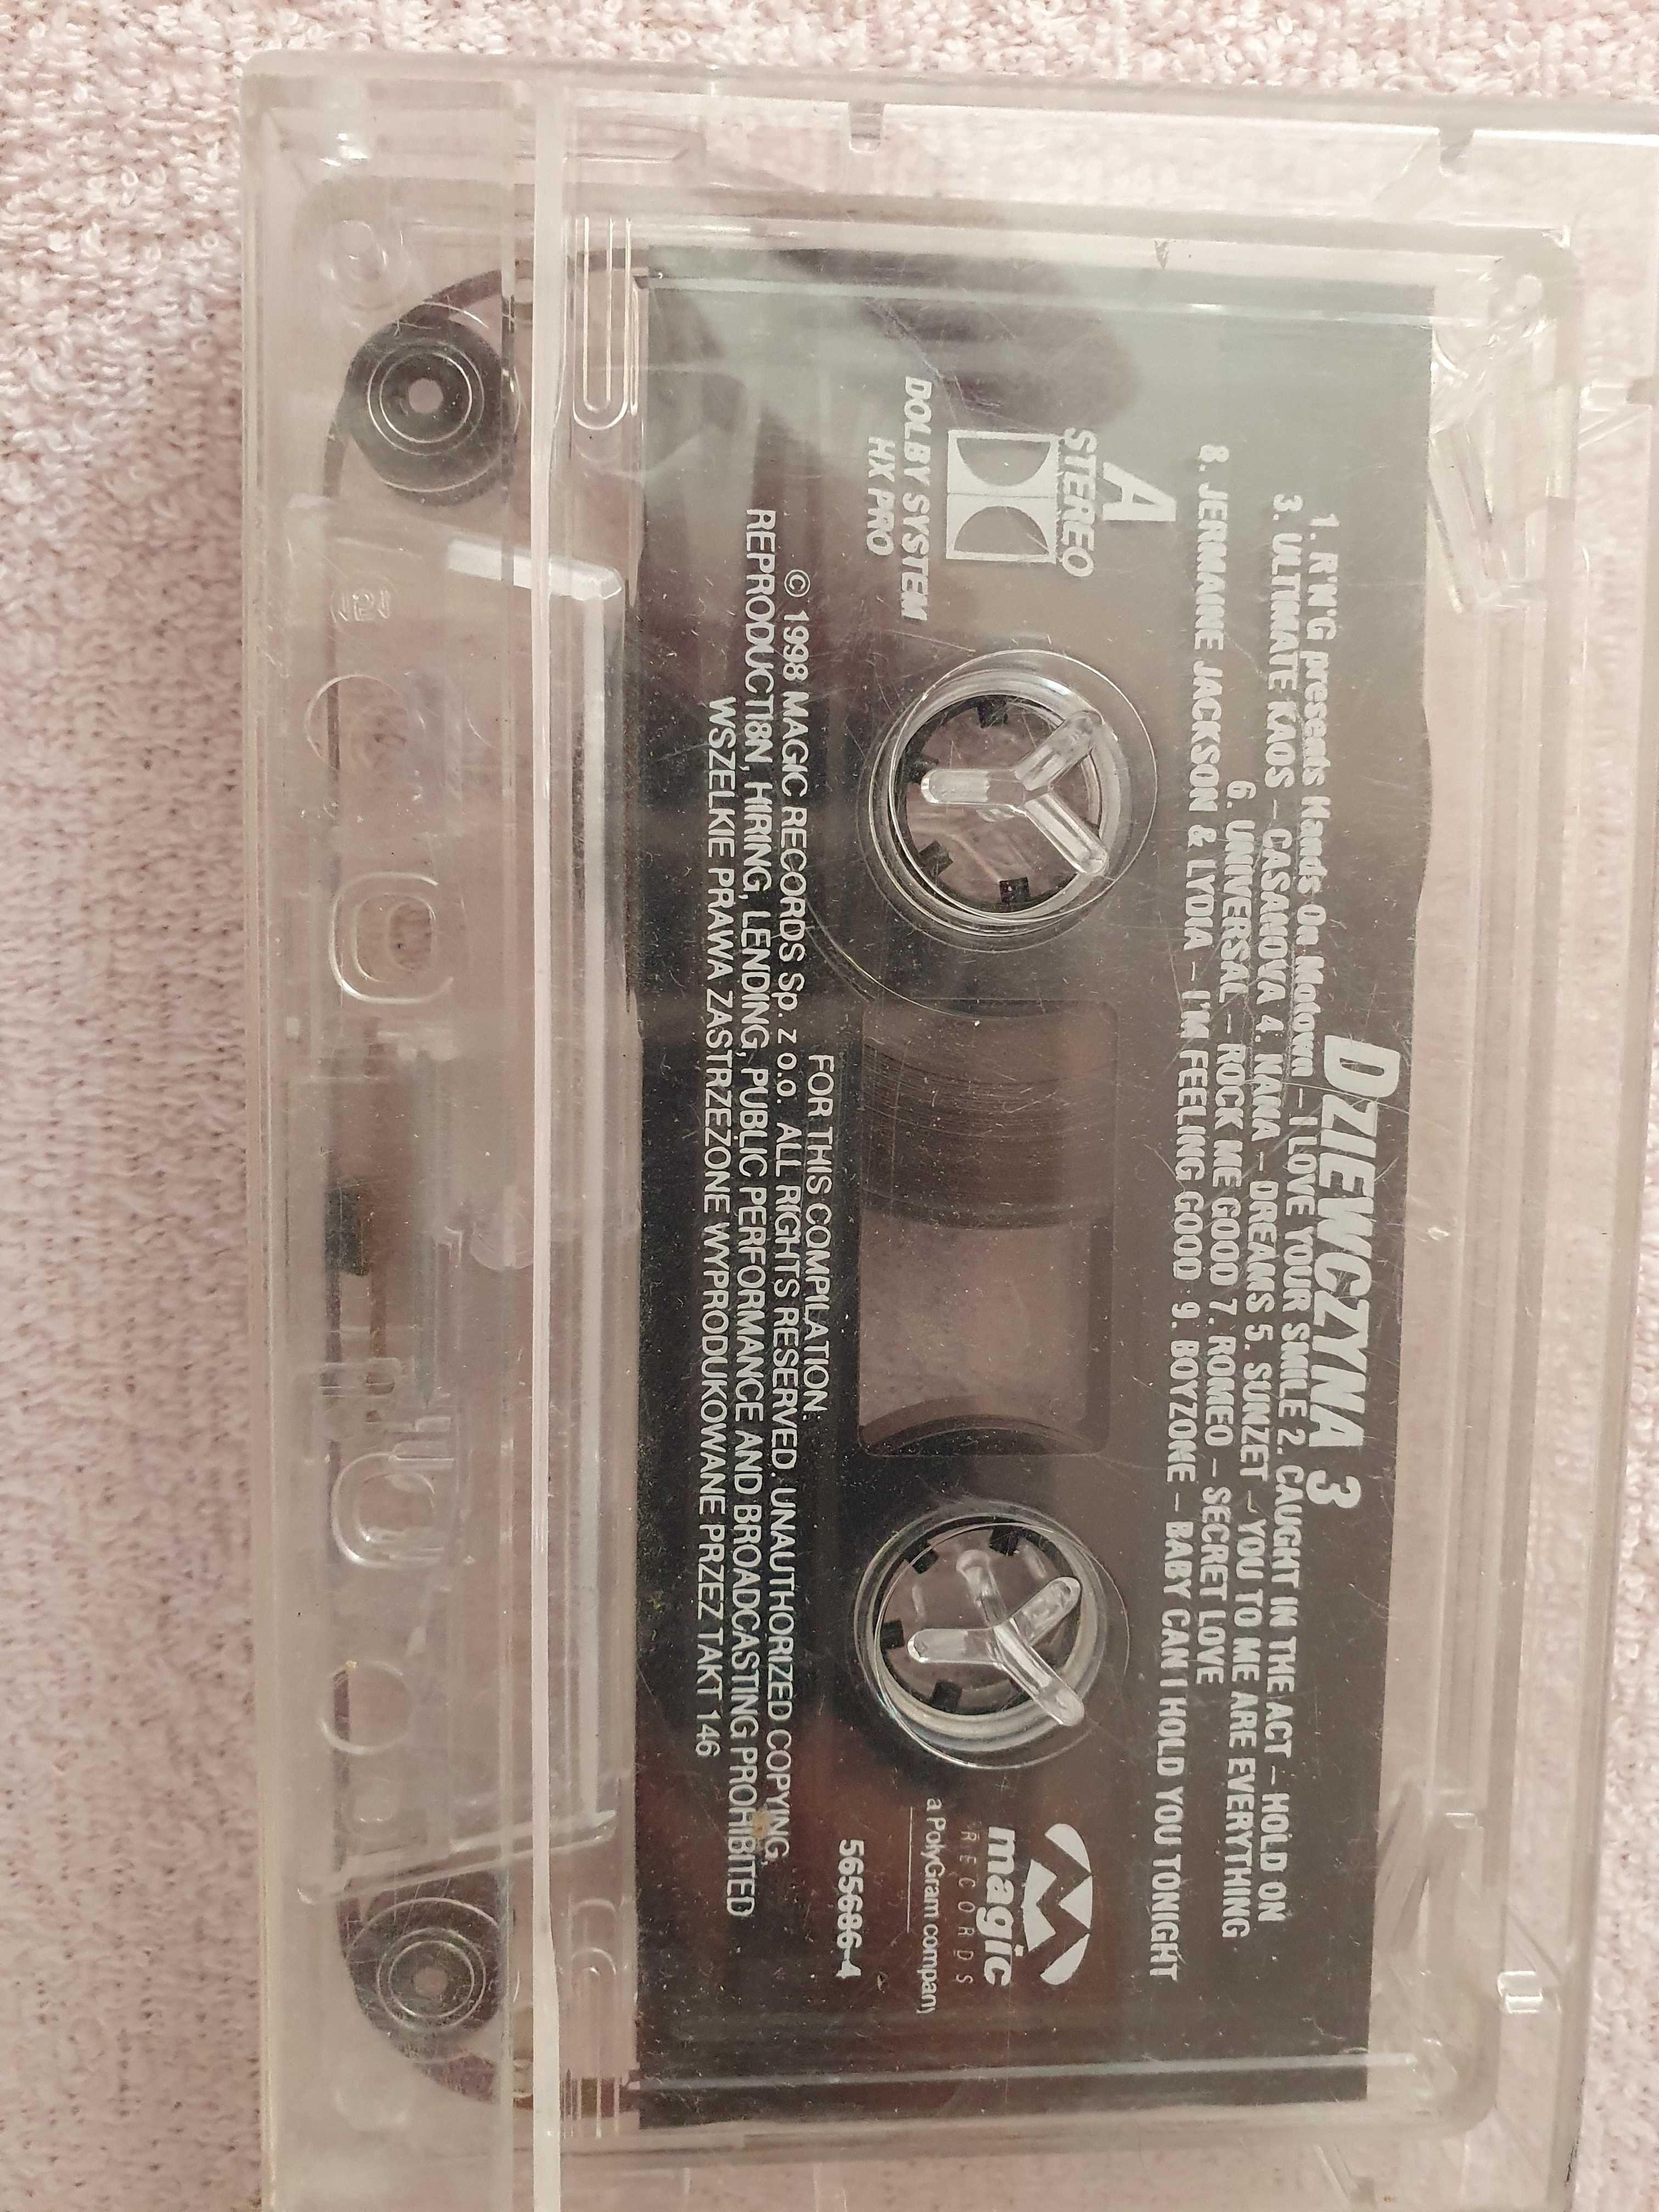 DZIEWCZYNA 3
1. R'N'G presents Hands On Motown – I LOVE YOUR SMILE 2. CAUGHT IN THE ACT – HOLD ON
3. ULTIMATE KAOS – CASANOVA 4. NANA – DREAMS 5. SUNZET – YOU TO ME ARE EVERYTHING
6. UNIVERSAL – ROCK ME GOOD 7. ROMEO – SECRET LOVE
8. JERMAINE JACKSON & LYDIA – I'M FEELING GOOD 9. BOYZONE – BABY CAN I HOLD YOU TONIGHT
A
STEREO
DOLBY SYSTEM
HX PRO
magic
RECORDS
a PolyGram company
565686-4
FOR THIS COMPILATION:
© 1998 MAGIC RECORDS Sp. z o.o. ALL RIGHTS RESERVED. UNAUTHORIZED COPYING,
REPRODUCTI8N, HIRING, LENDING, PUBLIC PERFORMANCE AND BROADCASTING PROHIBITED
WSZELKIE PRAWA ZASTRZEZONE WYPRODUKOWANE PRZEZ TAKT 146